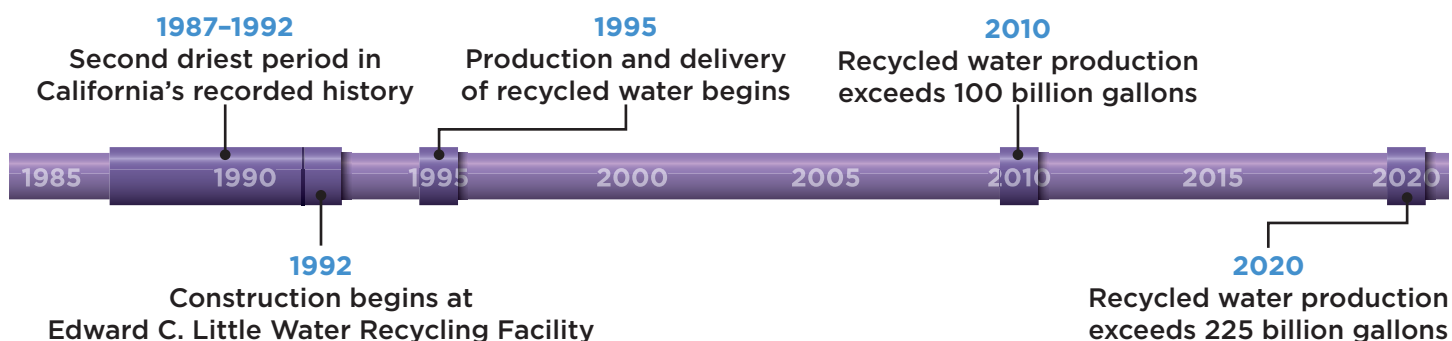 1987–1992
Second driest period in
California's recorded history
1995
Production and delivery
of recycled water begins
2010
Recycled water production
exceeds 100 billion gallons
1985
1990
1995
2000
2005
2010
2015
2020
1992
Construction begins at
Edward C. Little Water Recycling Facility
2020
Recycled water production
exceeds 225 billion gallons